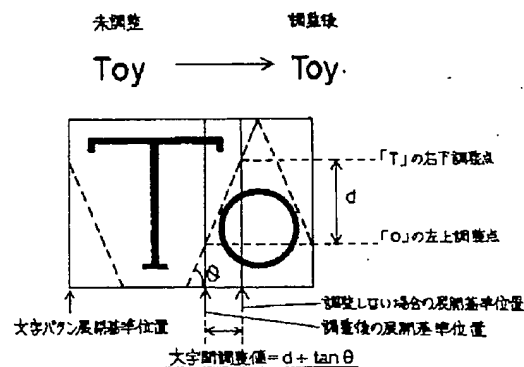 未調整
調整後
Toy
Toy
T
o
「T」の右下調整点
d
「o」の左上調整点
θ
調整しない場合の展開基準位置
文字パタン展開基準位置
調整後の展開基準位置
文字間調整値=d÷tanθ